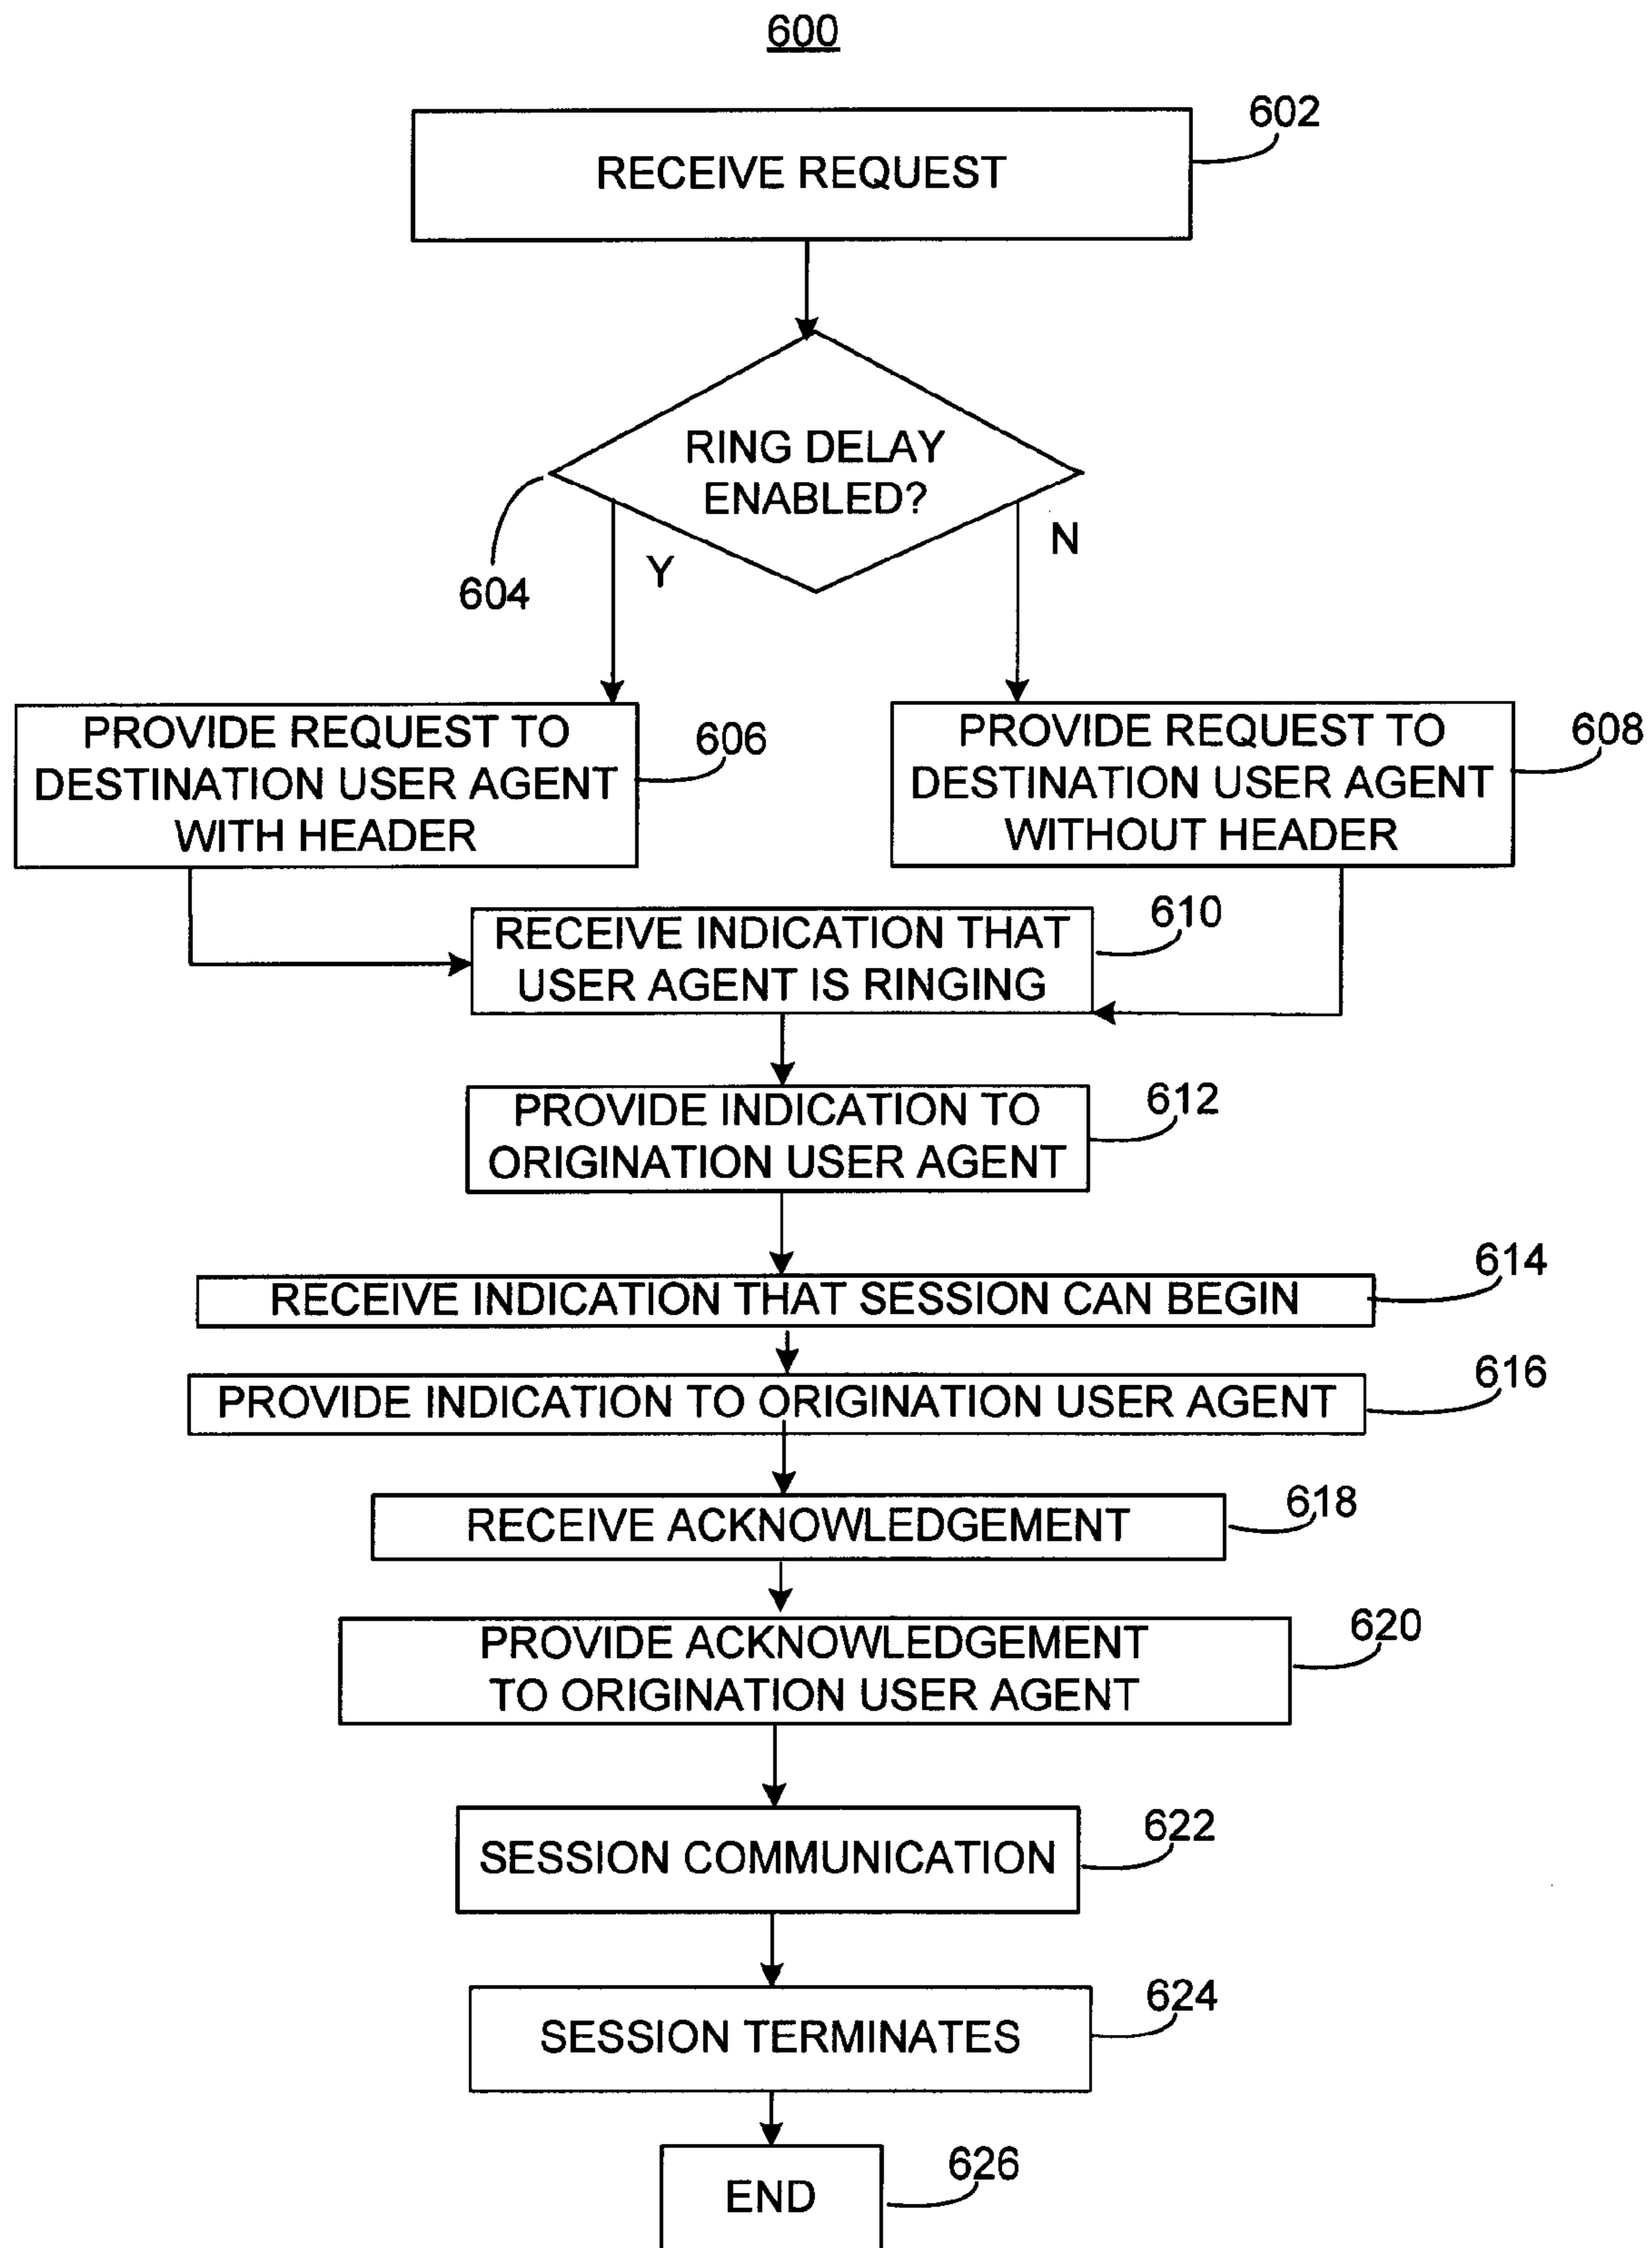 600
RECEIVE REQUEST
602
RING DELAY
ENABLED?
604
Y
N
PROVIDE REQUEST TO
DESTINATION USER AGENT
WITH HEADER
606
PROVIDE REQUEST TO
DESTINATION USER AGENT
WITHOUT HEADER
608
RECEIVE INDICATION THAT
USER AGENT IS RINGING
610
PROVIDE INDICATION TO
ORIGINATION USER AGENT
612
RECEIVE INDICATION THAT SESSION CAN BEGIN
614
PROVIDE INDICATION TO ORIGINATION USER AGENT
616
RECEIVE ACKNOWLEDGEMENT
618
PROVIDE ACKNOWLEDGEMENT
TO ORIGINATION USER AGENT
620
SESSION COMMUNICATION
622
SESSION TERMINATES
624
END
626